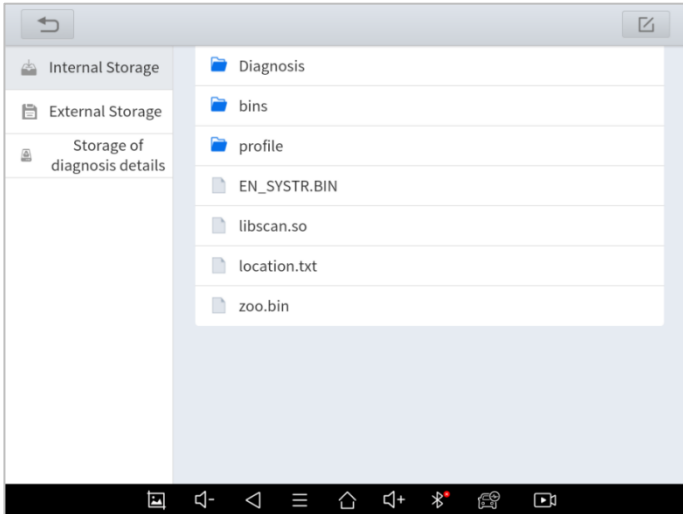 Internal Storage
External Storage
Storage of
diagnosis details
Diagnosis
bins
profile
EN_SYSTR.BIN
libscan.so
location.txt
zoo.bin